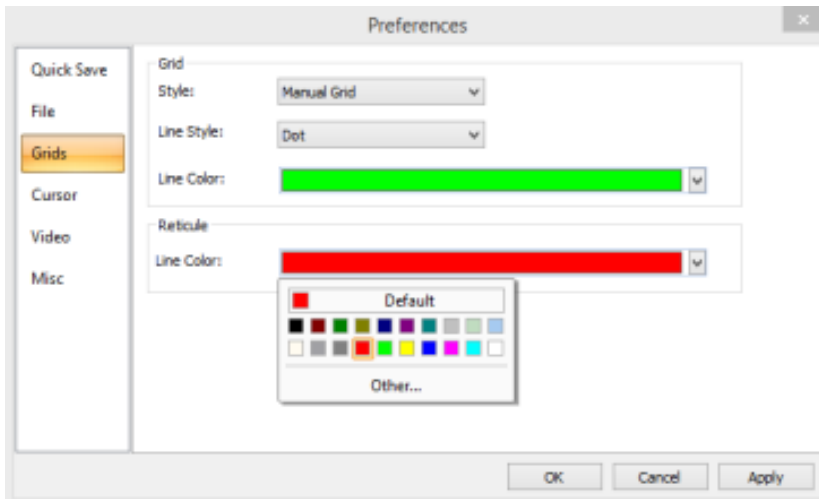 Preferences
Quick Save
File
Grids
Cursor
Video
Misc
Grid
Style: Manual Grid
Line Style: Dot
Line Color:
Reticule
Line Color:
Default
Other...
OK Cancel Apply